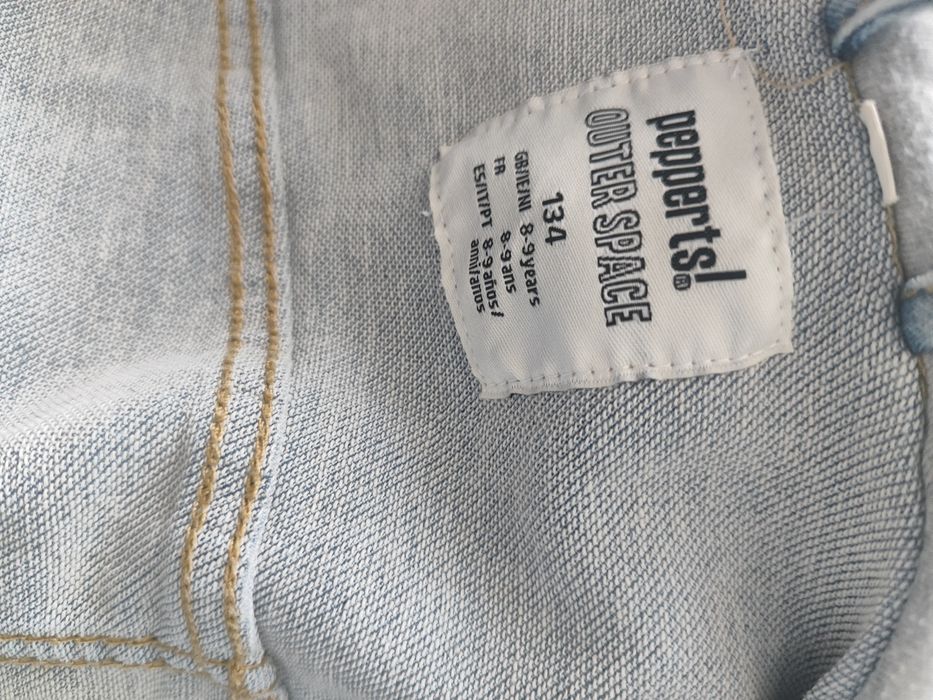 pepperts!®
OUTER SPACE
134
GB/IE/NI 8-9 years
FR 8-9 ans
ES/IT/PT 8-9 años/
anni/anos